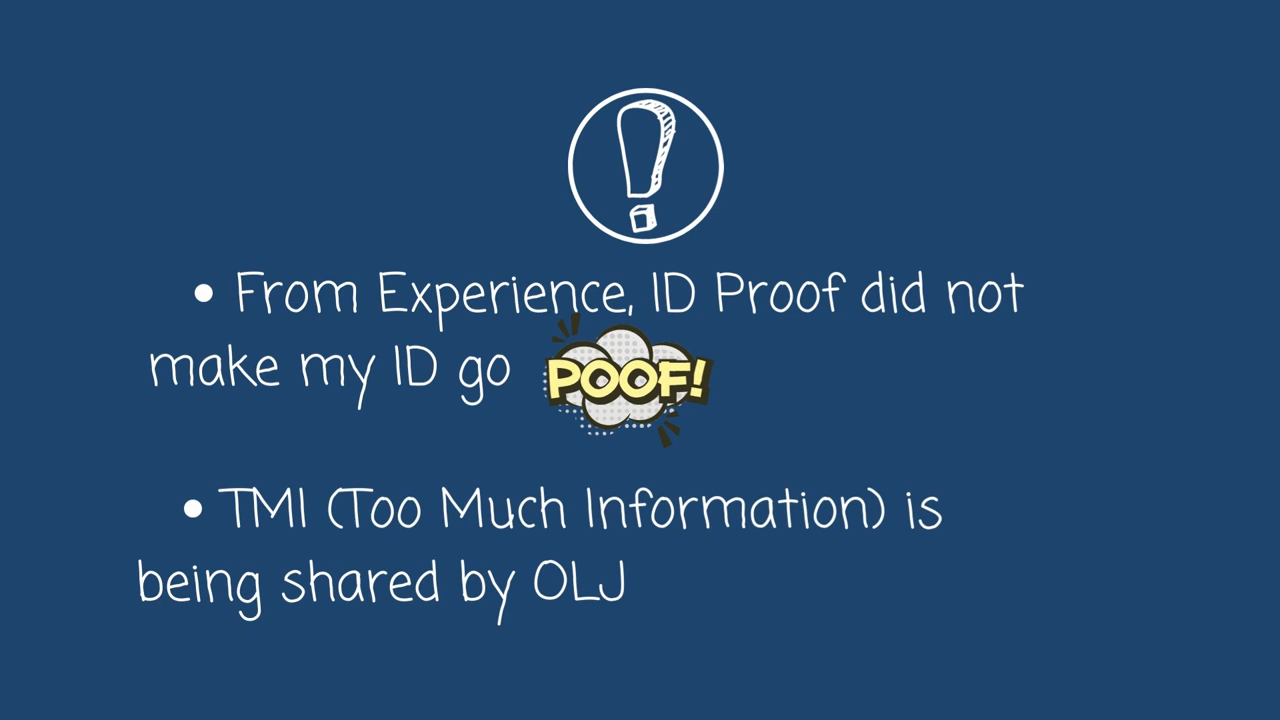 • From Experience, ID Proof did not
make my ID go POOF!
• TMI (Too Much Information) is
being shared by OLJ